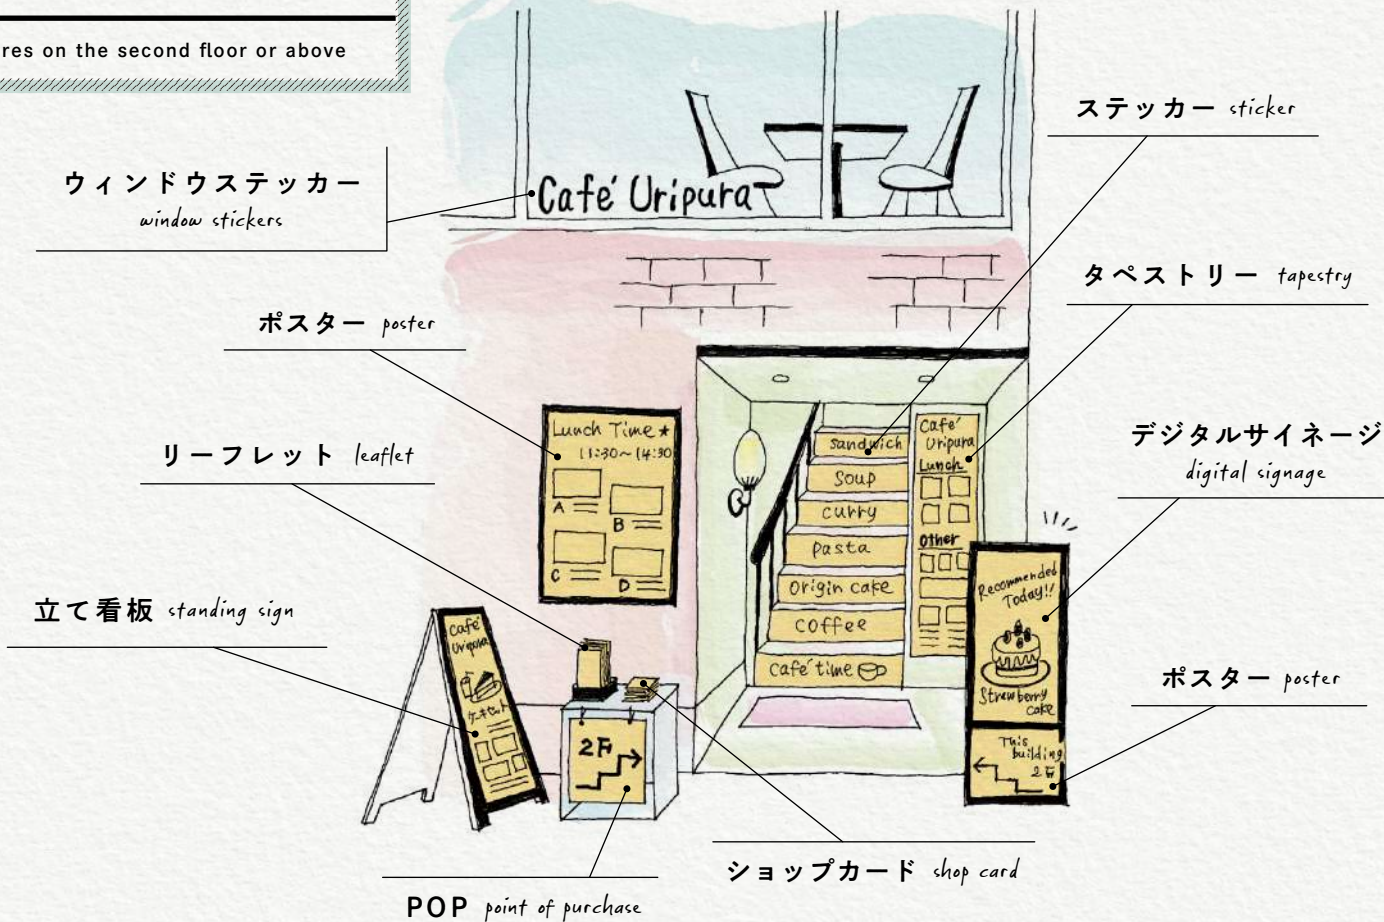 res on the second floor or above
ステッカー sticker
ウィンドウステッカー
window stickers
Café Uripura
タペストリー tapestry
ポスター poster
リーフレット leaflet
デジタルサイネージ
digital signage
Lunch Time★
11:30～14:30
A
B
C
D
sandwich
soup
curry
pasta
origin cake
coffee
café time
Café
Uripura
Lunch
Other
Recommended
Today!!
Strawberry
cake
This
building
2F
立て看板 standing sign
Café
Uripura
ケーキセット
2F
ポスター poster
ショップカード shop card
POP point of purchase